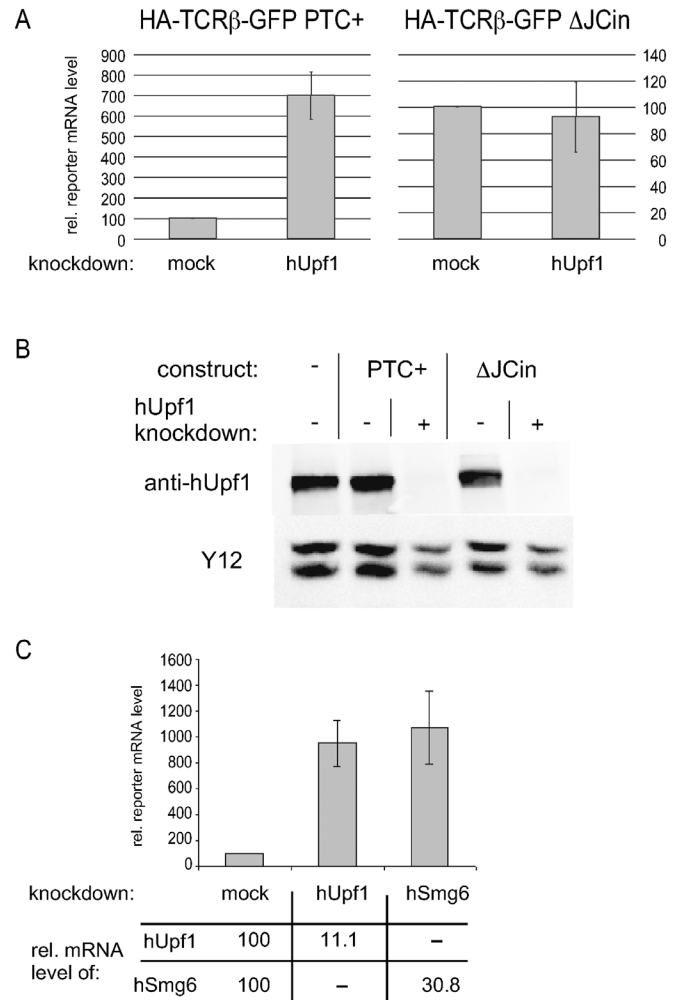 A
HA-TCRβ-GFP PTC+
HA-TCRβ-GFP ΔJCin
rel. reporter mRNA level
900
800
700
600
500
400
300
200
100
0
140
120
100
80
60
40
20
0
knockdown: mock hUpf1 mock hUpf1
B
construct: - PTC+ ΔJCin
hUpf1
knockdown: - - + - +
anti-hUpf1
Y12
C
rel. reporter mRNA level
1600
1400
1200
1000
800
600
400
200
0
knockdown: mock hUpf1 hSmg6
rel. mRNA
level of:
hUpf1 100 11.1 –
hSmg6 100 – 30.8